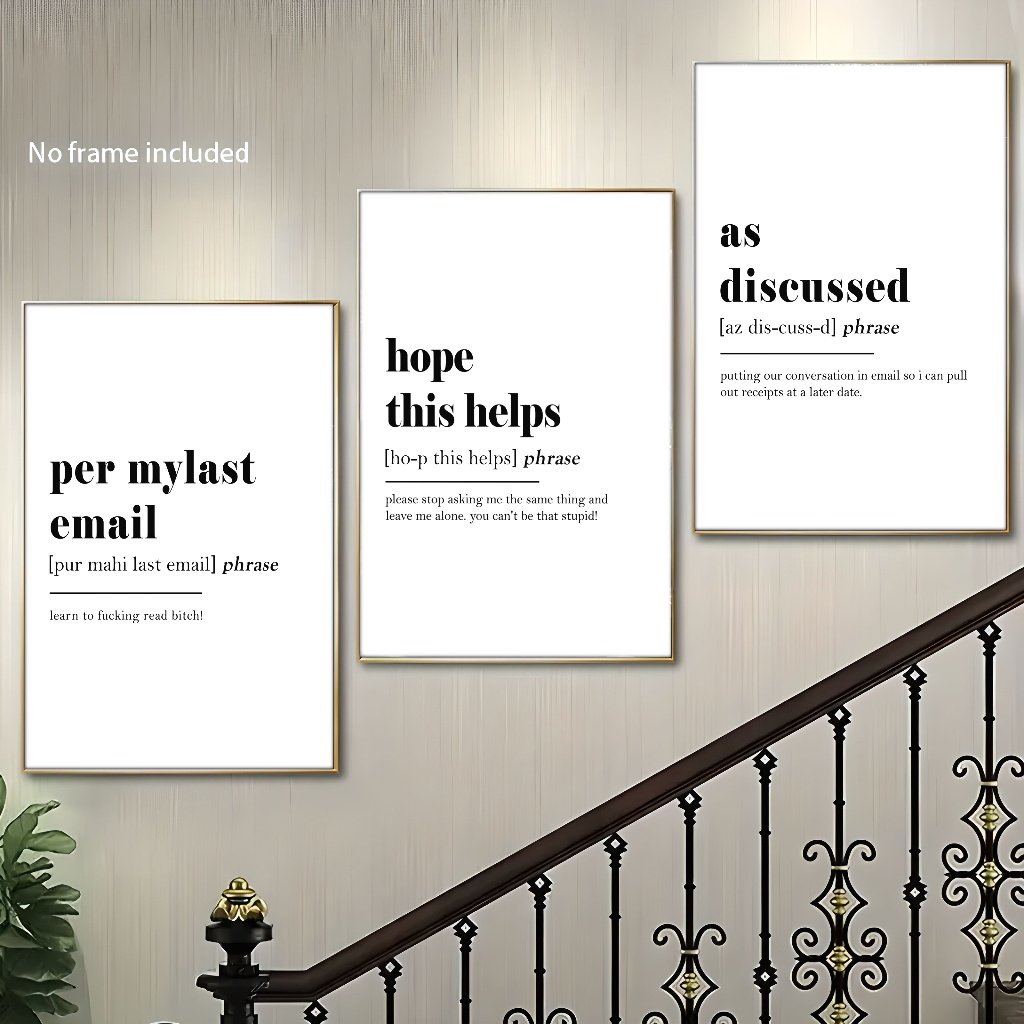 No frame included
per mylast
email
[pur mahi last email] phrase
learn to fucking read bitch!
hope
this helps
[ho-p this helps] phrase
please stop asking me the same thing and
leave me alone. you can't be that stupid!
as
discussed
[az dis-cuss-d] phrase
putting our conversation in email so i can pull
out receipts at a later date.